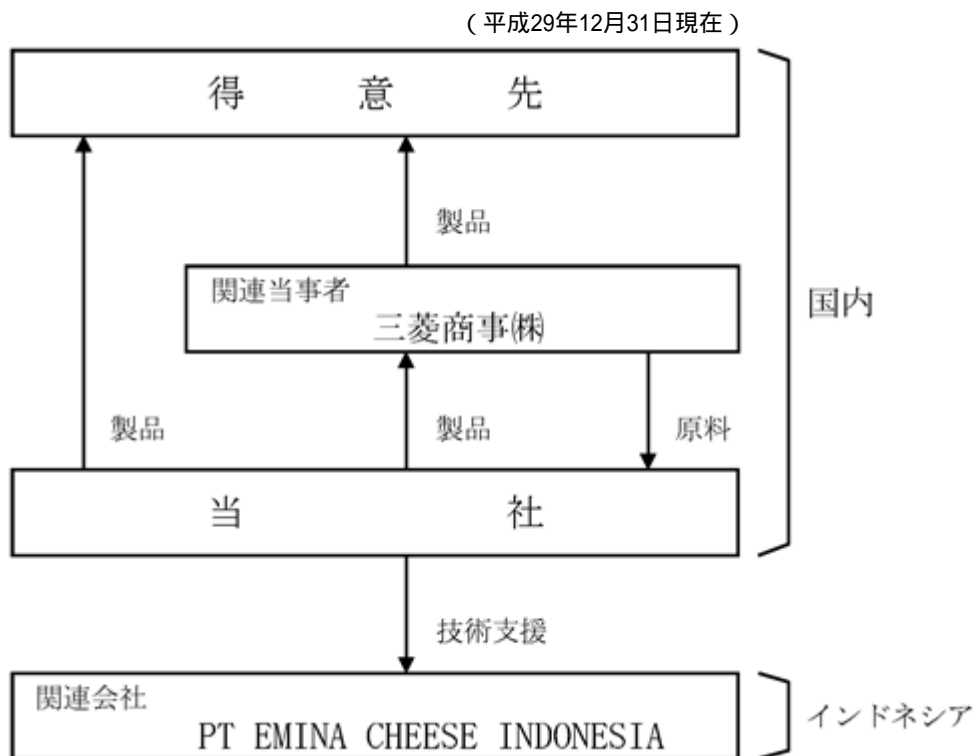 （平成29年12月31日現在）
得意先
製品
国内
関連当事者
三菱商事㈱
製品
製品
原料
当社
技術支援
関連会社
PT EMINA CHEESE INDONESIA
インドネシア